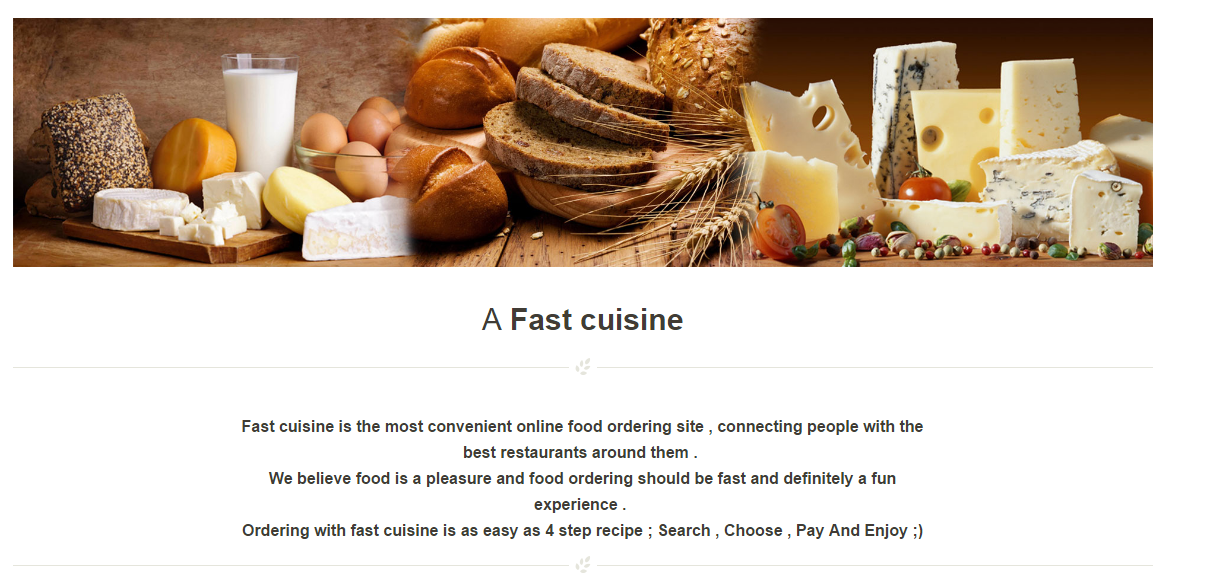 A Fast cuisine
Fast cuisine is the most convenient online food ordering site , connecting people with the
best restaurants around them .
We believe food is a pleasure and food ordering should be fast and definitely a fun
experience .
Ordering with fast cuisine is as easy as 4 step recipe ; Search , Choose , Pay And Enjoy ;)